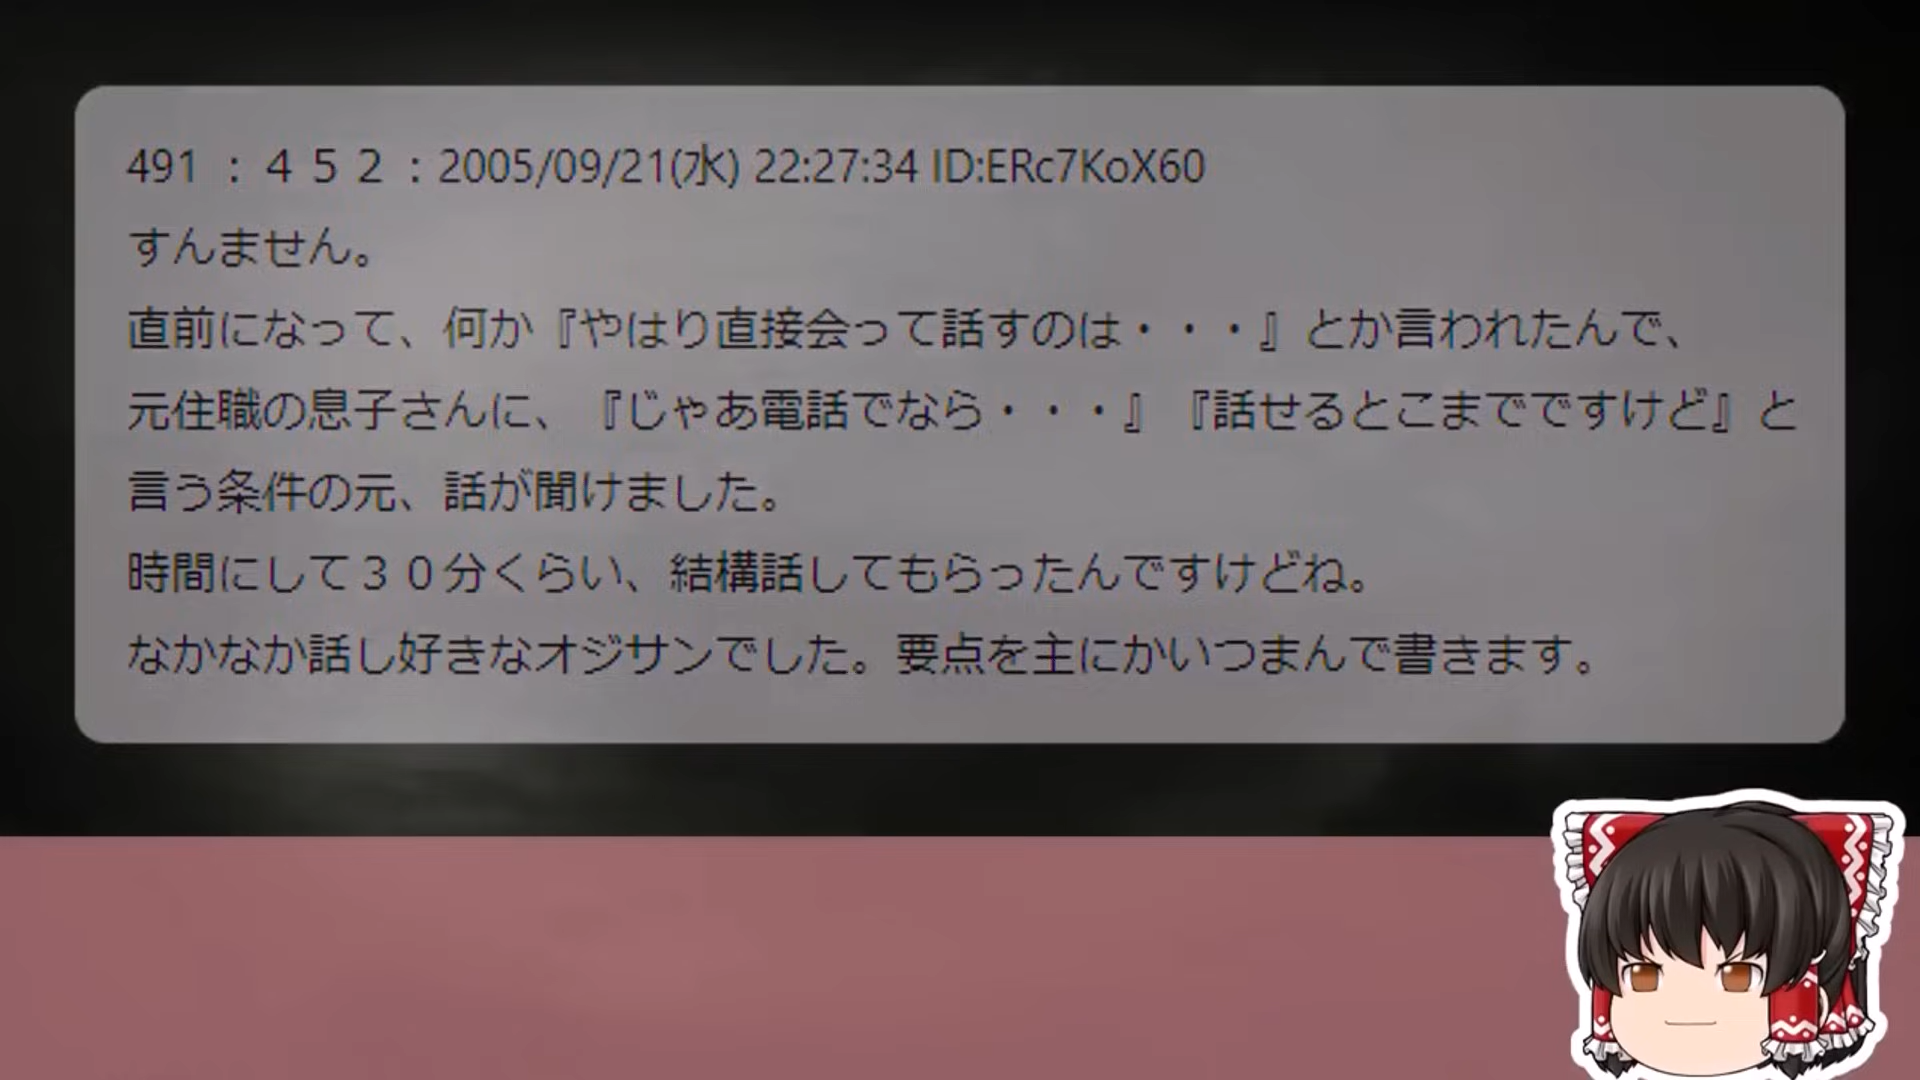 491 ：４５２：2005/09/21(水) 22:27:34 ID:ERc7KoX60
すんません。
直前になって、何か『やはり直接会って話すのは・・・』とか言われたんで、
元住職の息子さんに、『じゃあ電話でなら・・・』『話せるとこまでですけど』と
言う条件の元、話が聞けました。
時間にして３０分くらい、結構話してもらったんですけどね。
なかなか話し好きなオジサンでした。要点を主にかいつまんで書きます。